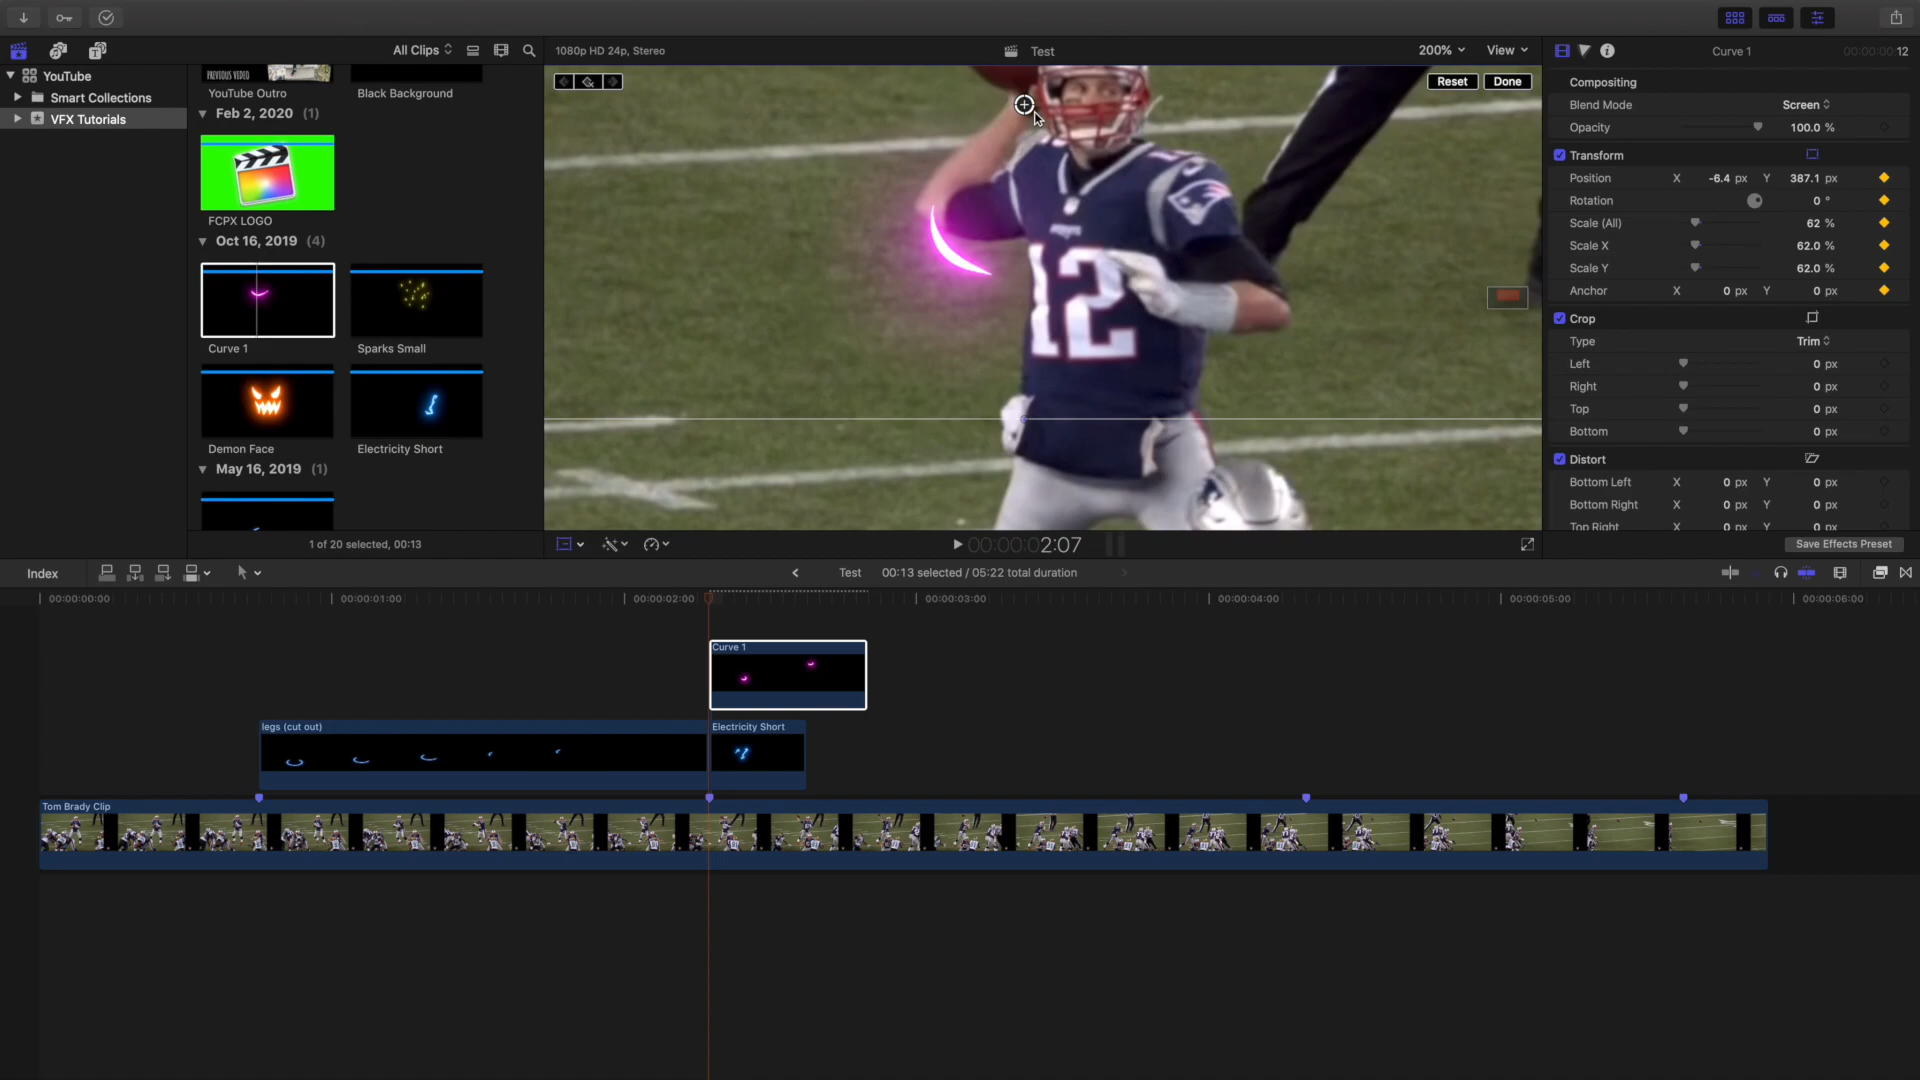 All Clips
1080p HD 24p, Stereo
Test
200%
View
Curve 1
00:00:00:12
YouTube
Smart Collections
VFX Tutorials
PREVIOUS VIDEO
YouTube Outro
Black Background
Feb 2, 2020 (1)
FCPX LOGO
Oct 16, 2019 (4)
Curve 1
Sparks Small
Demon Face
Electricity Short
May 16, 2019 (1)
1 of 20 selected, 00:13
Reset
Done
12
PATRIOTS
00:00:02:07
Compositing
Blend Mode Screen
Opacity 100.0 %
Transform
Position X -6.4 px Y 387.1 px
Rotation 0 °
Scale (All) 62 %
Scale X 62.0 %
Scale Y 62.0 %
Anchor X 0 px Y 0 px
Crop
Type Trim
Left 0 px
Right 0 px
Top 0 px
Bottom 0 px
Distort
Bottom Left X 0 px Y 0 px
Bottom Right X 0 px Y 0 px
Top Right X 0 px Y 0 px
Save Effects Preset
Index
Test
00:13 selected / 05:22 total duration
00:00:00:00
00:00:01:00
00:00:02:00
00:00:03:00
00:00:04:00
00:00:05:00
00:00:06:00
Curve 1
legs (cut out)
Electricity Short
Tom Brady Clip